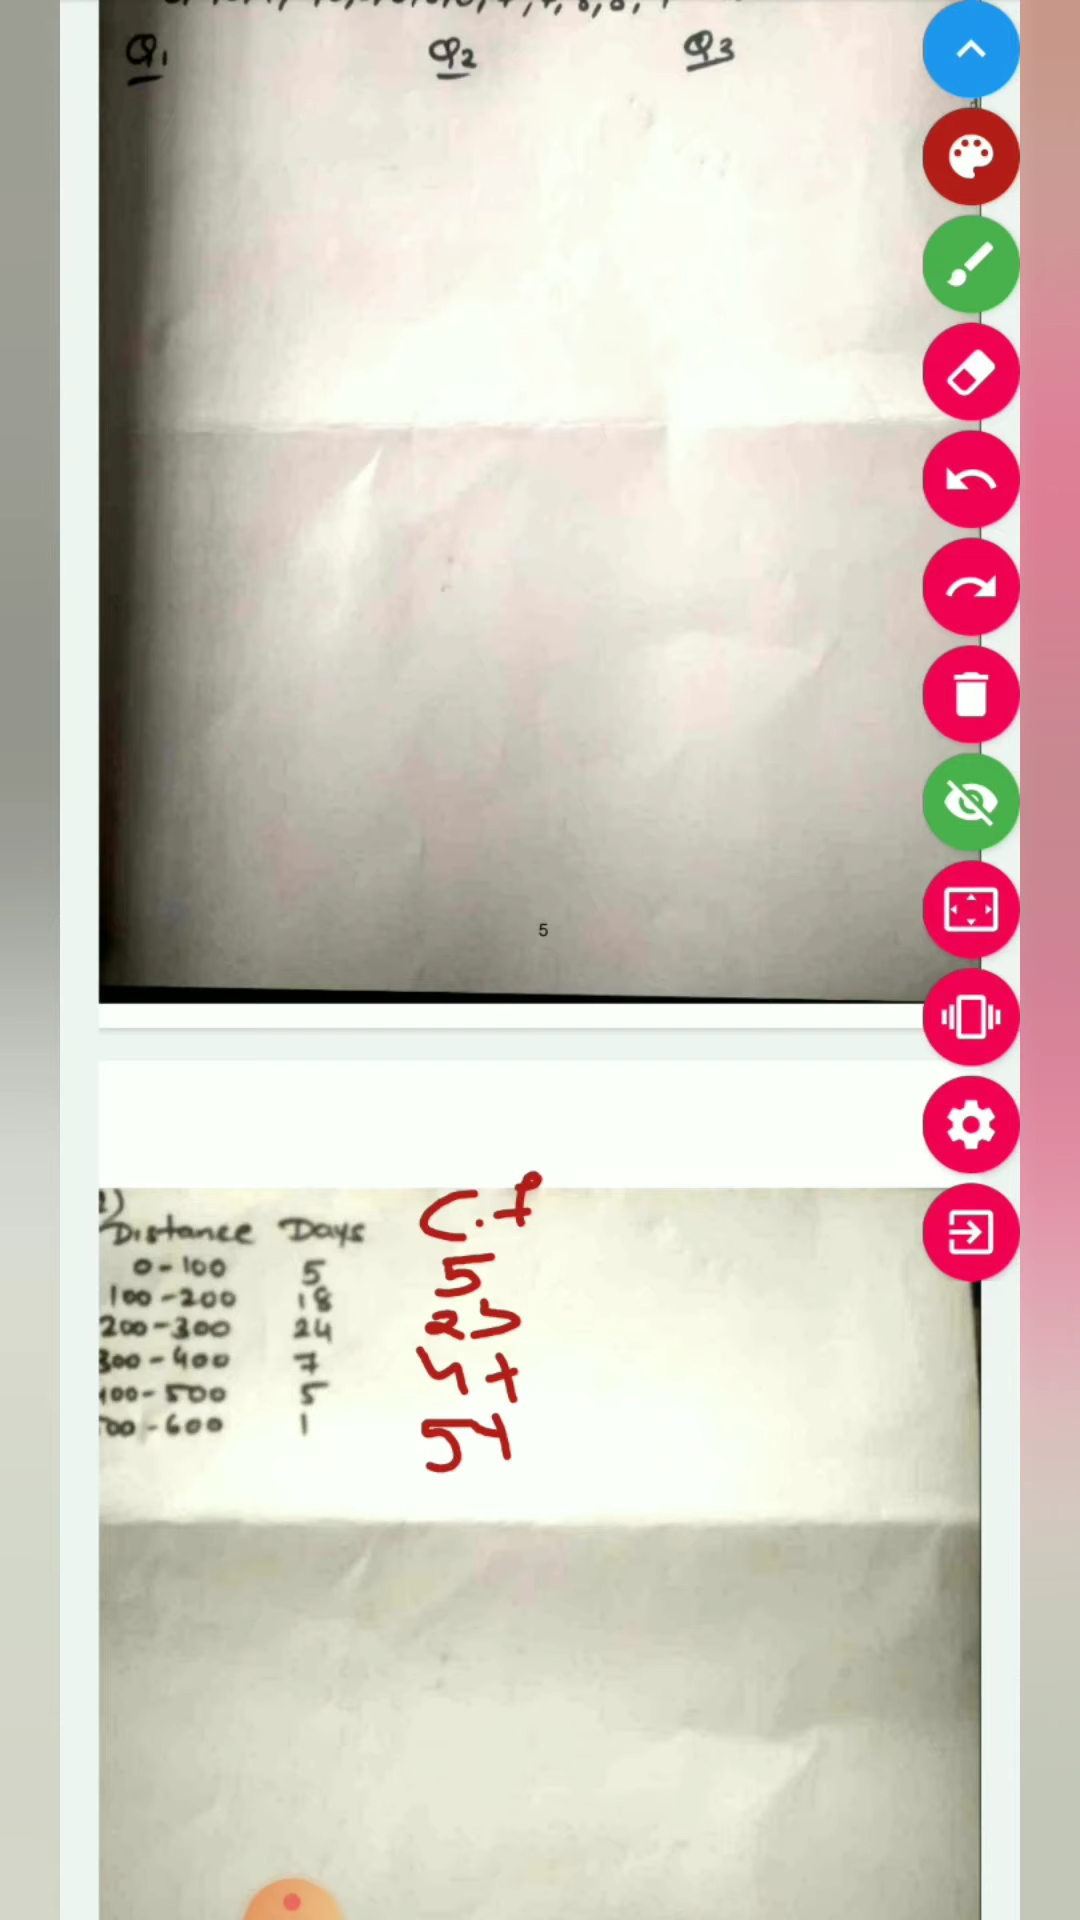 Q1 Q2 Q3
5
Distance Days C.f
0-100 5 5
100-200 18 23
200-300 24 47
300-400 7 54
400-500 5
500-600 1